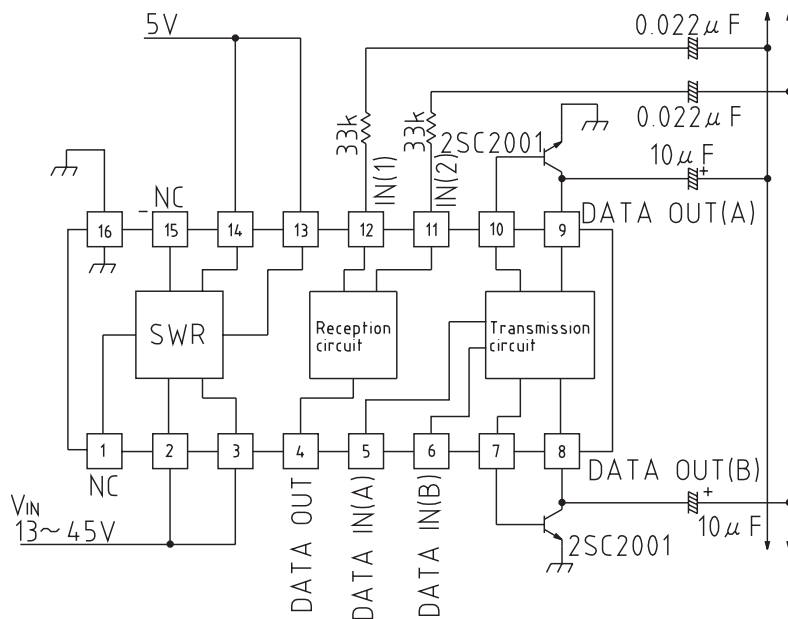 5V
0.022μF
0.022μF
33k
33k
2SC2001
10μF
+
IN(1)
IN(2)
NC
DATA OUT(A)
16
15
14
13
12
11
10
9
SWR
Reception
circuit
Transmission
circuit
1
2
3
4
5
6
7
8
NC
DATA OUT
DATA IN(A)
DATA IN(B)
DATA OUT(B)
VIN
13~45V
+
10μF
2SC2001